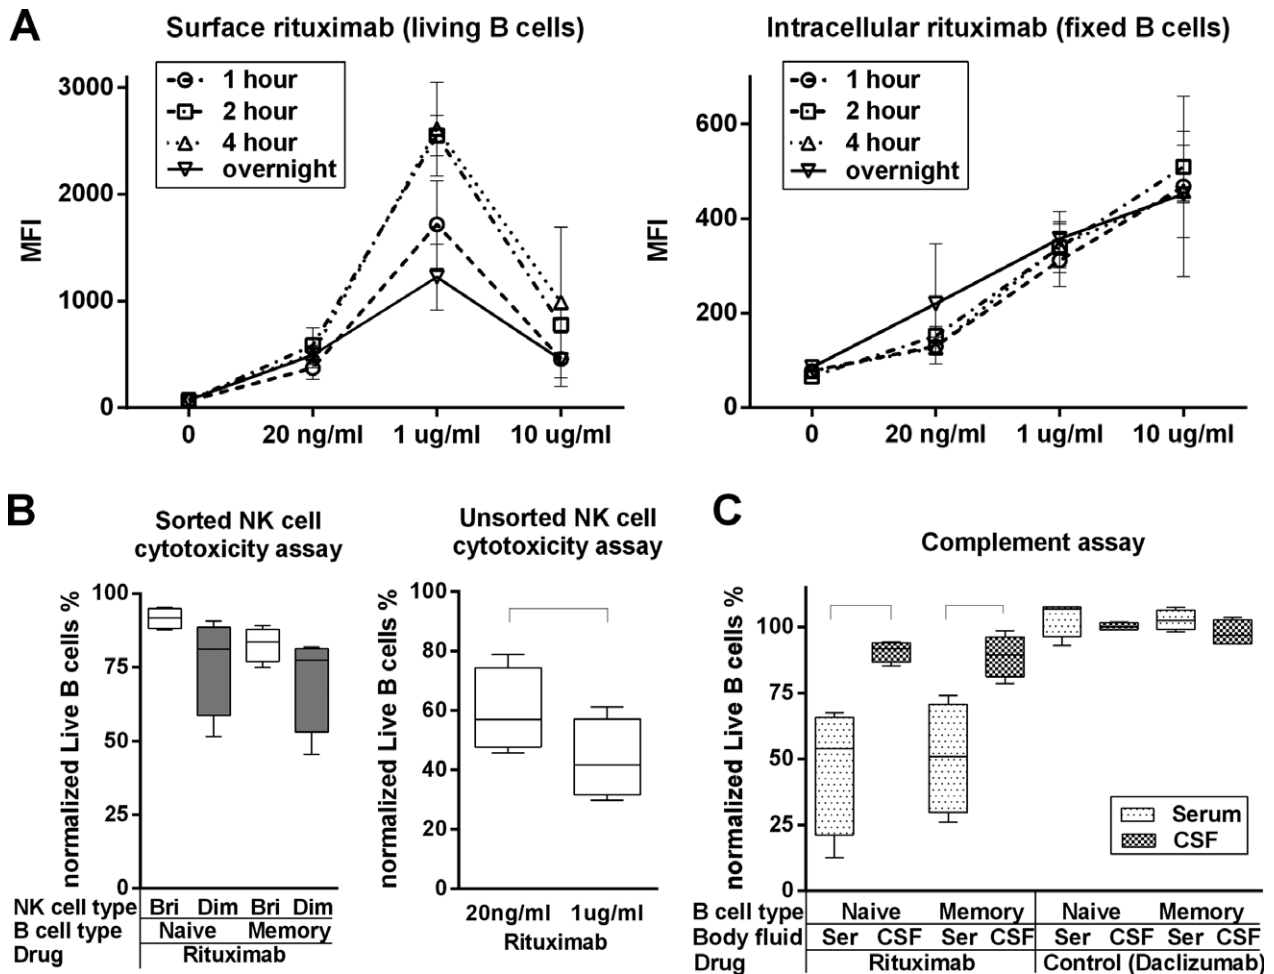 A
Surface rituximab (living B cells)
1 hour
2 hour
4 hour
overnight
MFI
3000
2000
1000
0
0 20 ng/ml 1 ug/ml 10 ug/ml
Intracellular rituximab (fixed B cells)
1 hour
2 hour
4 hour
overnight
MFI
600
400
200
0
0 20 ng/ml 1 ug/ml 10 ug/ml
B
Sorted NK cell
cytotoxicity assay
normalized Live B cells %
100
75
50
25
0
NK cell type Bri Dim Bri Dim
B cell type Naive Memory
Drug Rituximab
Unsorted NK cell
cytotoxicity assay
normalized Live B cells %
100
80
60
40
20
0
20ng/ml 1ug/ml
Rituximab
C
Complement assay
normalized Live B cells %
100
75
50
25
0
Serum
CSF
B cell type Naive Memory Naive Memory
Body fluid Ser CSF Ser CSF Ser CSF Ser CSF
Drug Rituximab Control (Daclizumab)